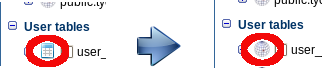 public.ty
User tables
user_
public.ty
User tables
user_